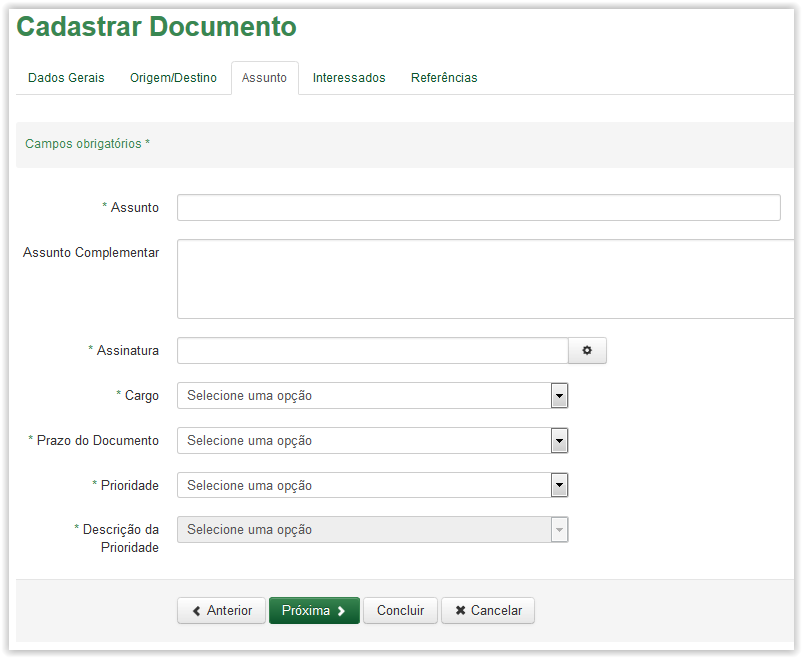 Cadastrar Documento
Dados Gerais Origem/Destino Assunto Interessados Referências
Campos obrigatórios *
* Assunto
Assunto Complementar
* Assinatura
* Cargo Selecione uma opção
* Prazo do Documento Selecione uma opção
* Prioridade Selecione uma opção
* Descrição da Selecione uma opção
Prioridade
Anterior Próxima Concluir Cancelar